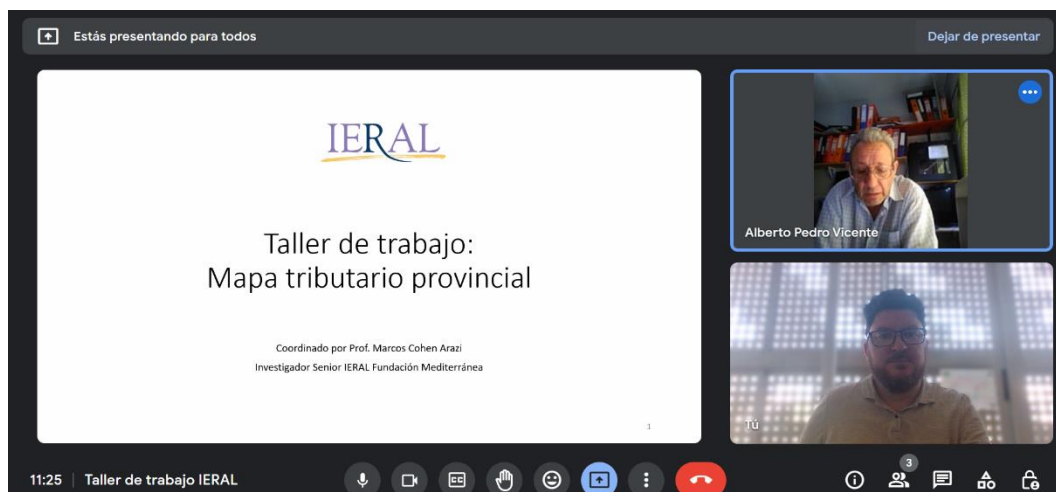 Estás presentando para todos
Dejar de presentar
IERAL
Taller de trabajo:
Mapa tributario provincial
Coordinado por Prof. Marcos Cohen Arazi
Investigador Senior IERAL Fundación Mediterránea
1
Alberto Pedro Vicente
Tú
11:25 | Taller de trabajo IERAL
CC
3